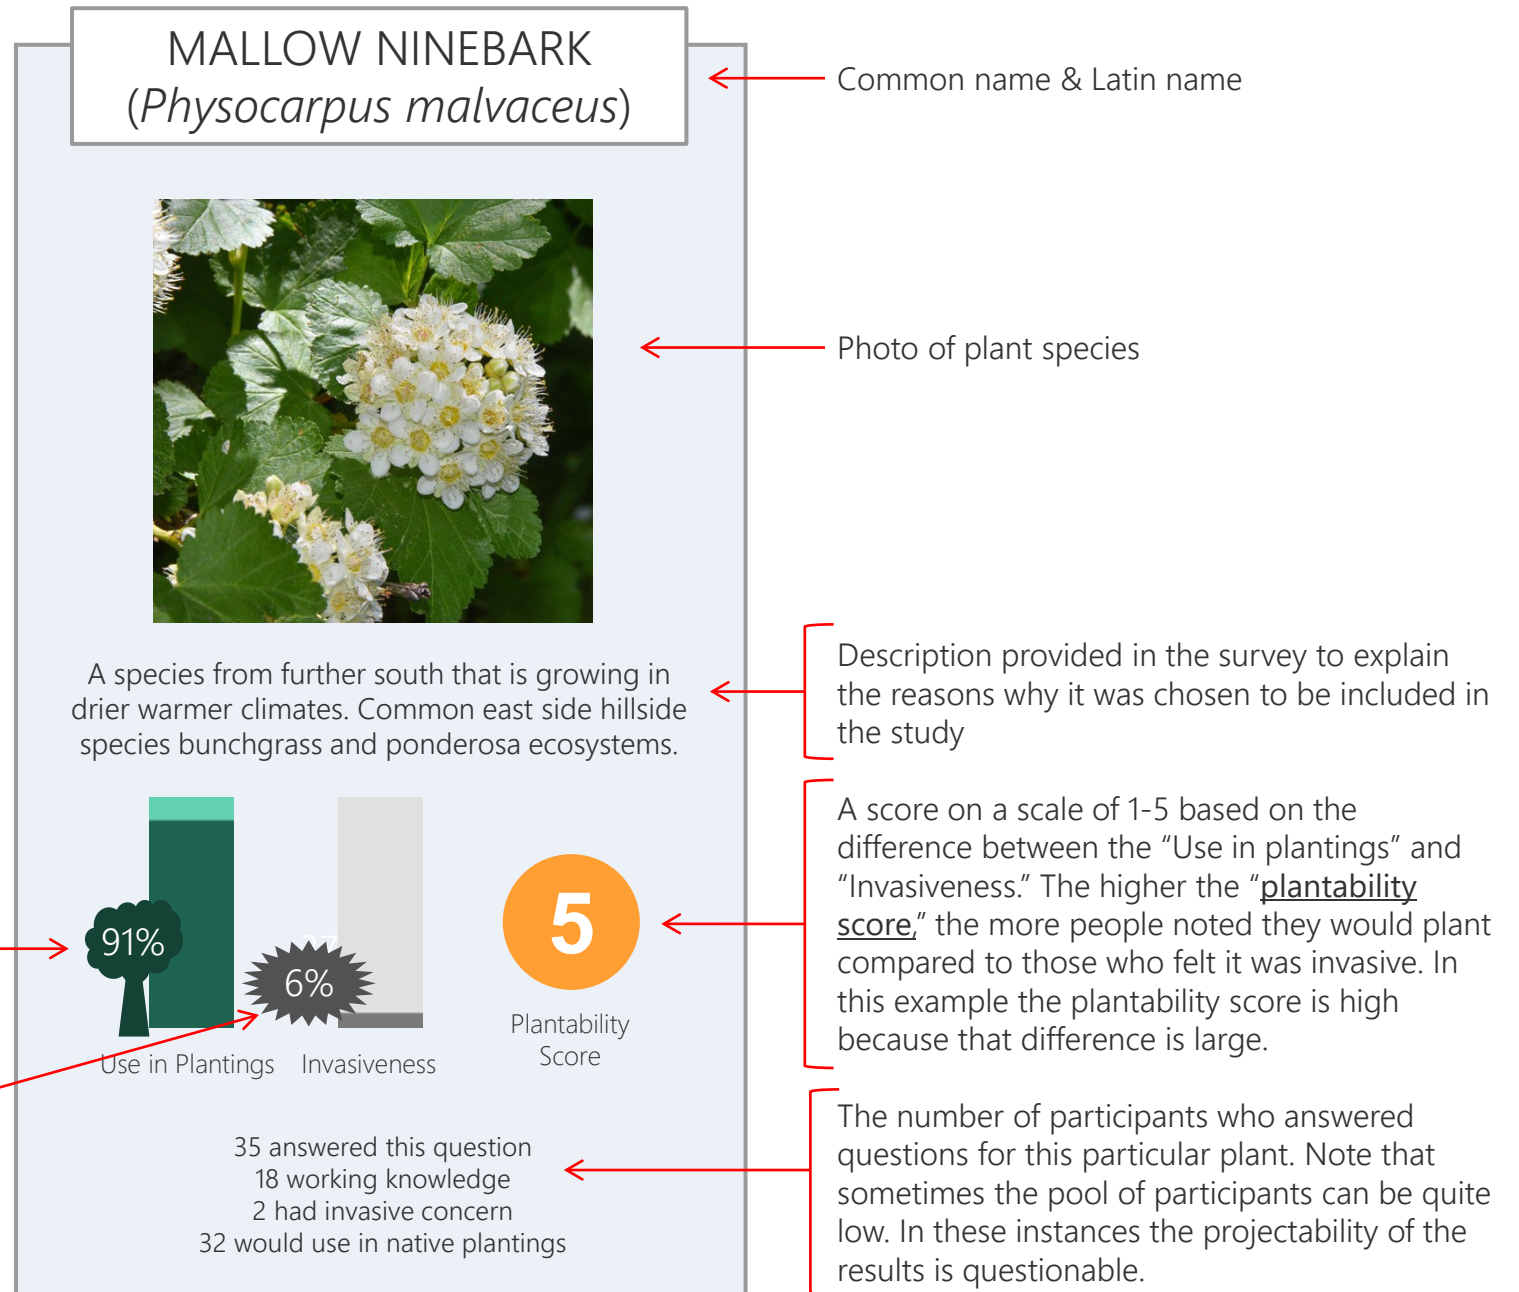 MALLOW NINEBARK
(Physocarpus malvaceus)
Common name & Latin name
Photo of plant species
A species from further south that is growing in
drier warmer climates. Common east side hillside
species bunchgrass and ponderosa ecosystems.
Description provided in the survey to explain
the reasons why it was chosen to be included in
the study
91%
6%
5
Use in Plantings
Invasiveness
Plantability
Score
A score on a scale of 1-5 based on the
difference between the “Use in plantings” and
“Invasiveness.” The higher the “plantability
score,” the more people noted they would plant
compared to those who felt it was invasive. In
this example the plantability score is high
because that difference is large.
35 answered this question
18 working knowledge
2 had invasive concern
32 would use in native plantings
The number of participants who answered
questions for this particular plant. Note that
sometimes the pool of participants can be quite
low. In these instances the projectability of the
results is questionable.